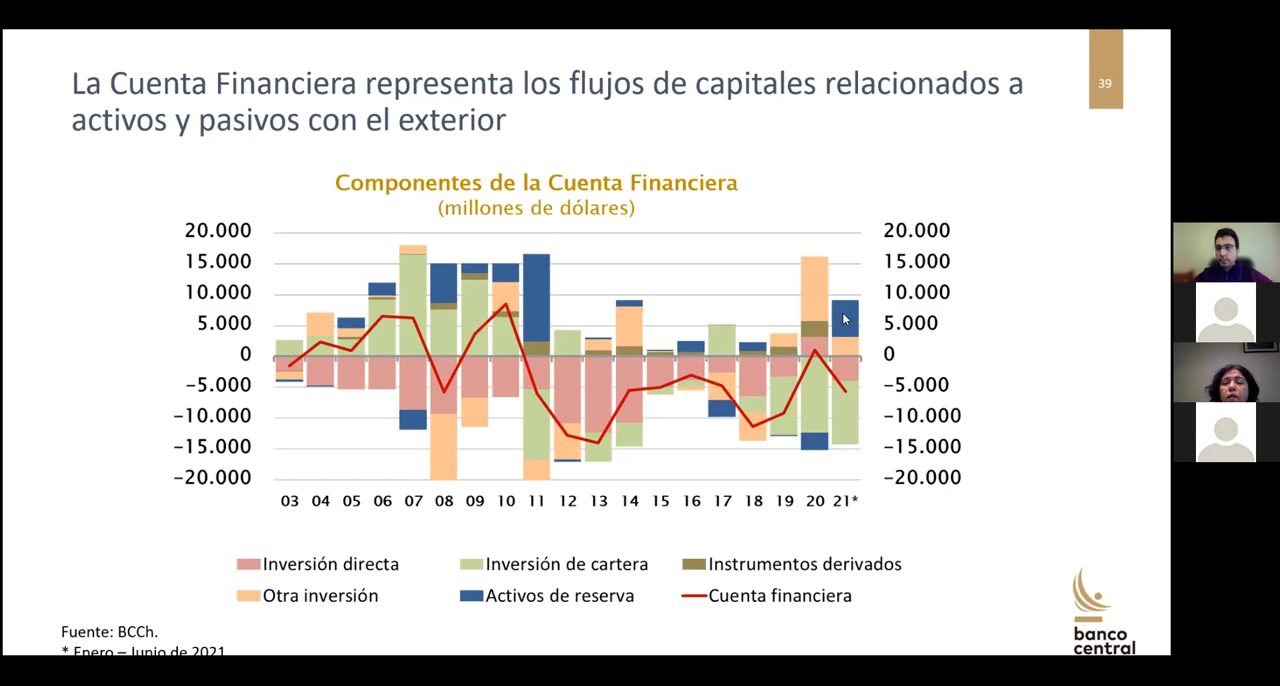 La Cuenta Financiera representa los flujos de capitales relacionados a
activos y pasivos con el exterior
39
Componentes de la Cuenta Financiera
(millones de dólares)
20.000 20.000
15.000 15.000
10.000 10.000
5.000 5.000
0 0
−5.000 −5.000
−10.000 −10.000
−15.000 −15.000
−20.000 −20.000
03 04 05 06 07 08 09 10 11 12 13 14 15 16 17 18 19 20 21*
Inversión directa Inversión de cartera Instrumentos derivados
Otra inversión Activos de reserva Cuenta financiera
Fuente: BCCh.
* Enero – Junio de 2021
banco
central